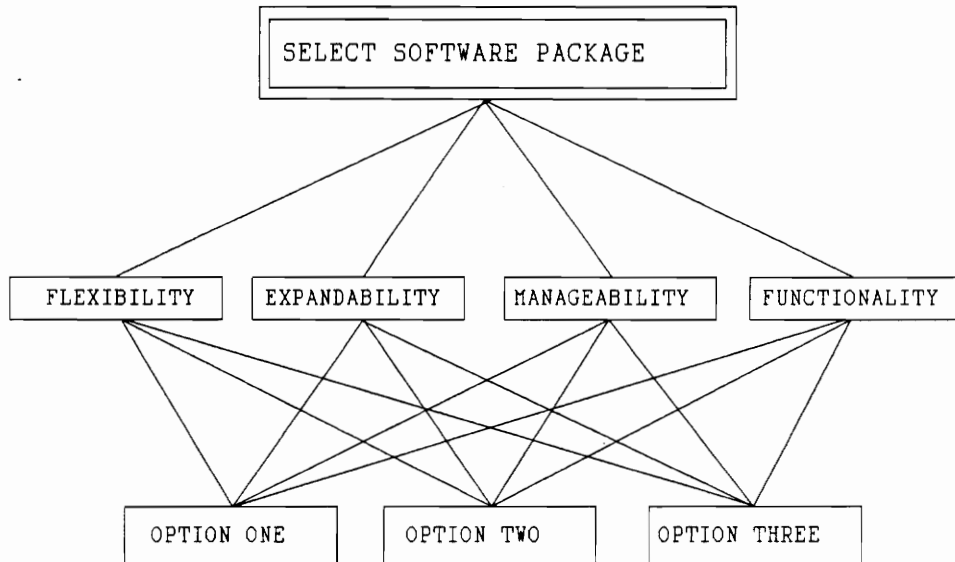 SELECT SOFTWARE PACKAGE
FLEXIBILITY
EXPANDABILITY
MANAGEABILITY
FUNCTIONALITY
OPTION ONE
OPTION TWO
OPTION THREE